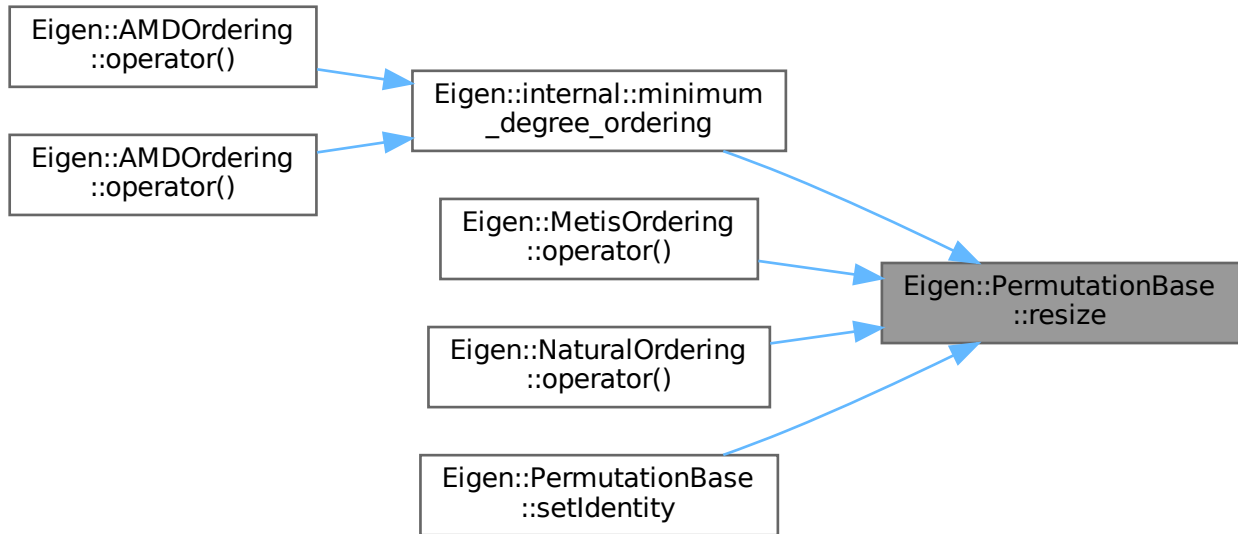 Eigen::AMDOrdering
::operator()
Eigen::AMDOrdering
::operator()
Eigen::internal::minimum
_degree_ordering
Eigen::MetisOrdering
::operator()
Eigen::NaturalOrdering
::operator()
Eigen::PermutationBase
::setIdentity
Eigen::PermutationBase
::resize